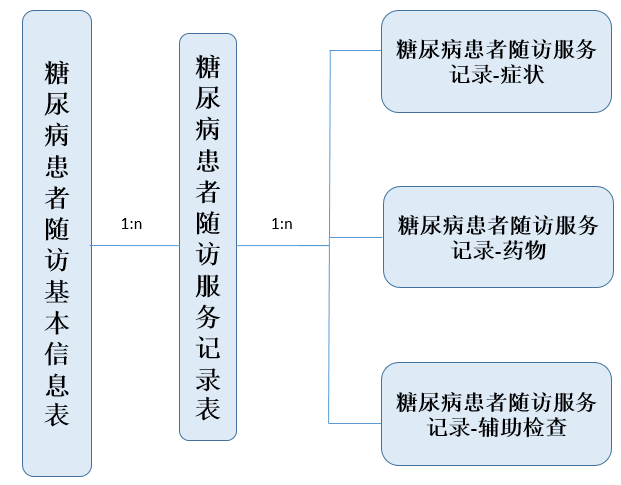 糖尿病患者随访基本信息表
1:n
糖尿病患者随访服务记录表
1:n
糖尿病患者随访服务
记录-症状
糖尿病患者随访服务
记录-药物
糖尿病患者随访服务
记录-辅助检查